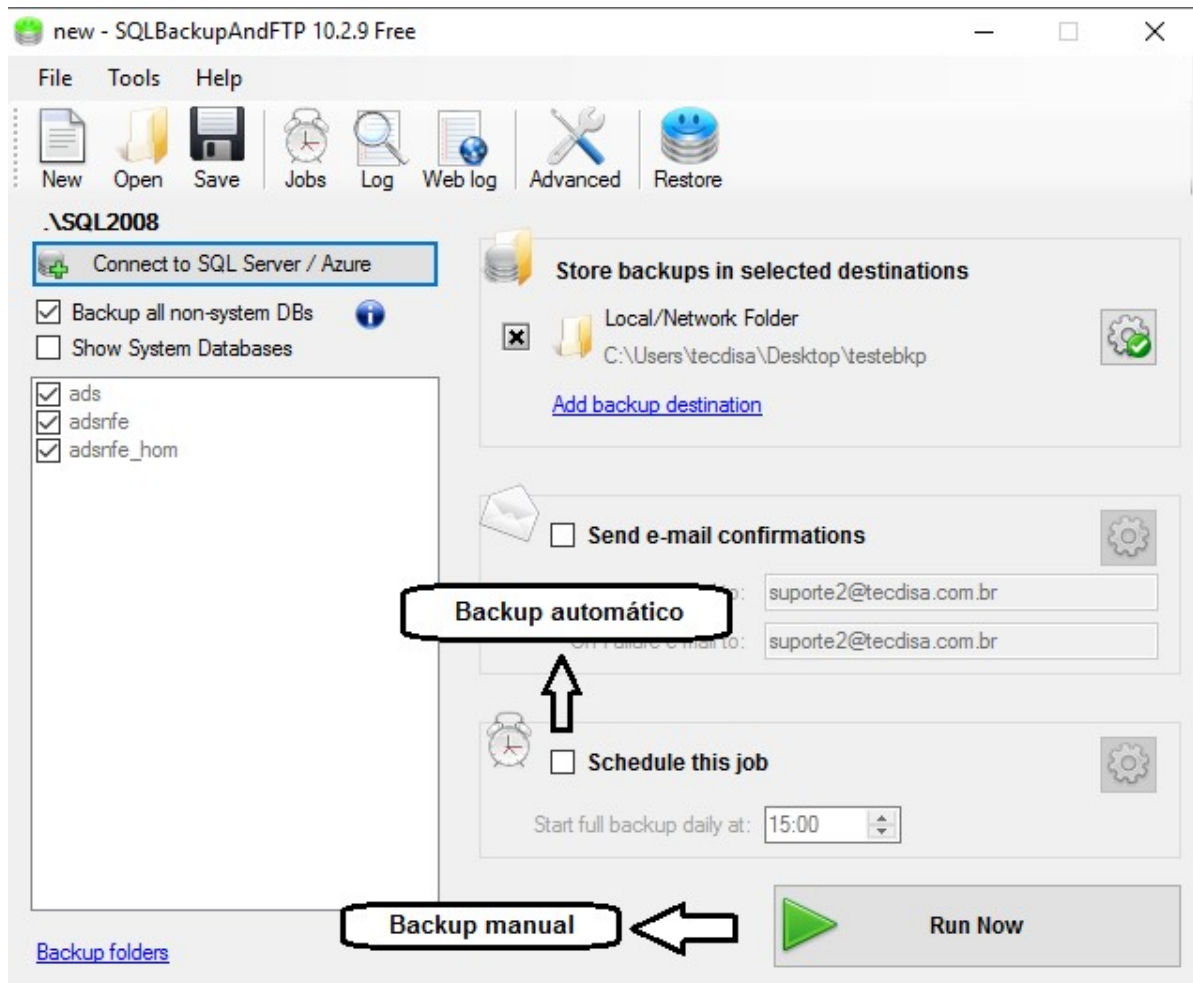 new - SQLBackupAndFTP 10.2.9 Free
File Tools Help
New Open Save Jobs Log Web log Advanced Restore
.\SQL2008
Connect to SQL Server / Azure
Backup all non-system DBs
Show System Databases
ads
adsnfe
adsnfe_hom
Backup folders
Store backups in selected destinations
Local/Network Folder
C:\Users\tecdisa\Desktop\testebkp
Add backup destination
Send e-mail confirmations
suporte2@tecdisa.com.br
Backup automático
to: suporte2@tecdisa.com.br
Schedule this job
Start full backup daily at: 15:00
Backup manual
Run Now